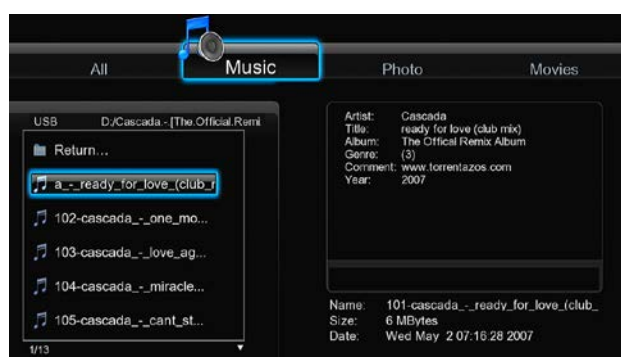 All Music Photo Movies
USB D:/Cascada.-.[The.Official.Remi
Return...
a_-_ready_for_love_(club_r
102-cascada_-_one_mo...
103-cascada_-_love_ag...
104-cascada_-_miracle...
105-cascada_-_cant_st...
1/13
Artist: Cascada
Title: ready for love (club mix)
Album: The Offical Remix Album
Genre: (3)
Comment: www.torrentazos.com
Year: 2007
Name: 101-cascada_-_ready_for_love_(club_
Size: 6 MBytes
Date: Wed May 2 07:16:28 2007